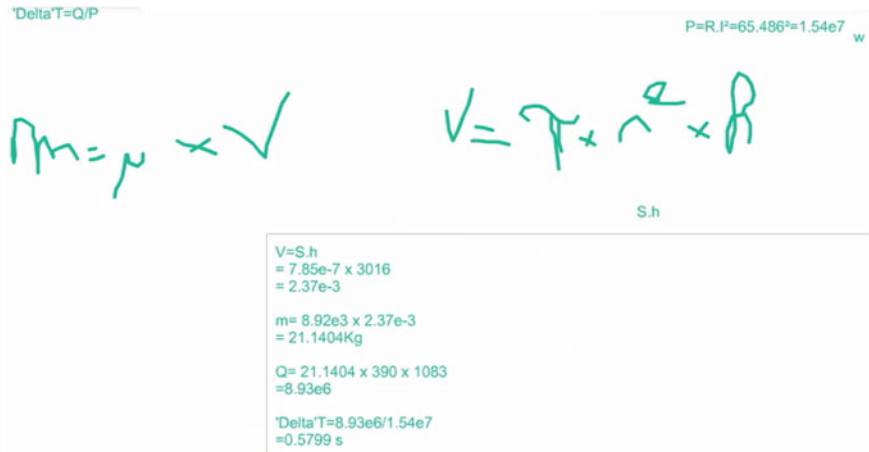 'Delta'T=Q/P
P=R.I²=65.486²=1.54e7
w
m=μ×V
V=π×r²×h
S.h
V=S.h
= 7.85e-7 x 3016
= 2.37e-3
m= 8.92e3 x 2.37e-3
= 21.1404Kg
Q= 21.1404 x 390 x 1083
=8.93e6
'Delta'T=8.93e6/1.54e7
=0.5799 s